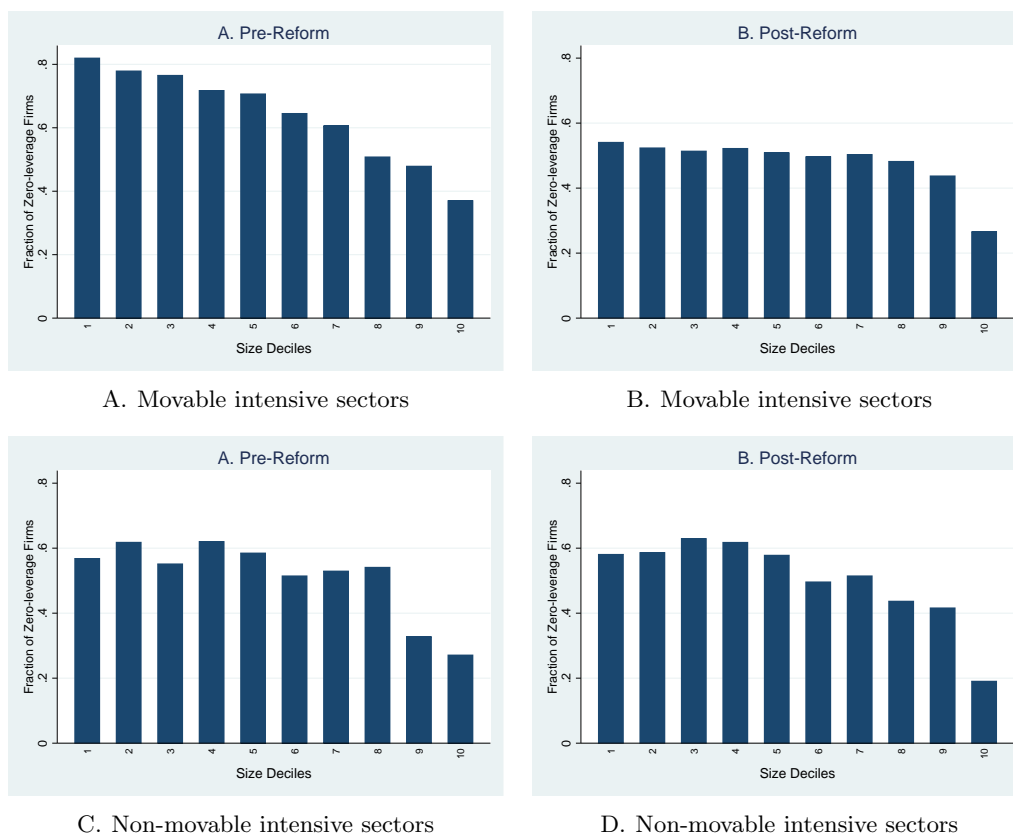 A. Pre-Reform
Fraction of Zero-leverage Firms
0 .2 .4 .6 .8
1 2 3 4 5 6 7 8 9 10
Size Deciles
A. Movable intensive sectors
B. Post-Reform
Fraction of Zero-leverage Firms
0 .2 .4 .6 .8
1 2 3 4 5 6 7 8 9 10
Size Deciles
B. Movable intensive sectors
A. Pre-Reform
Fraction of Zero-leverage Firms
0 .2 .4 .6 .8
1 2 3 4 5 6 7 8 9 10
Size Deciles
C. Non-movable intensive sectors
B. Post-Reform
Fraction of Zero-leverage Firms
0 .2 .4 .6 .8
1 2 3 4 5 6 7 8 9 10
Size Deciles
D. Non-movable intensive sectors